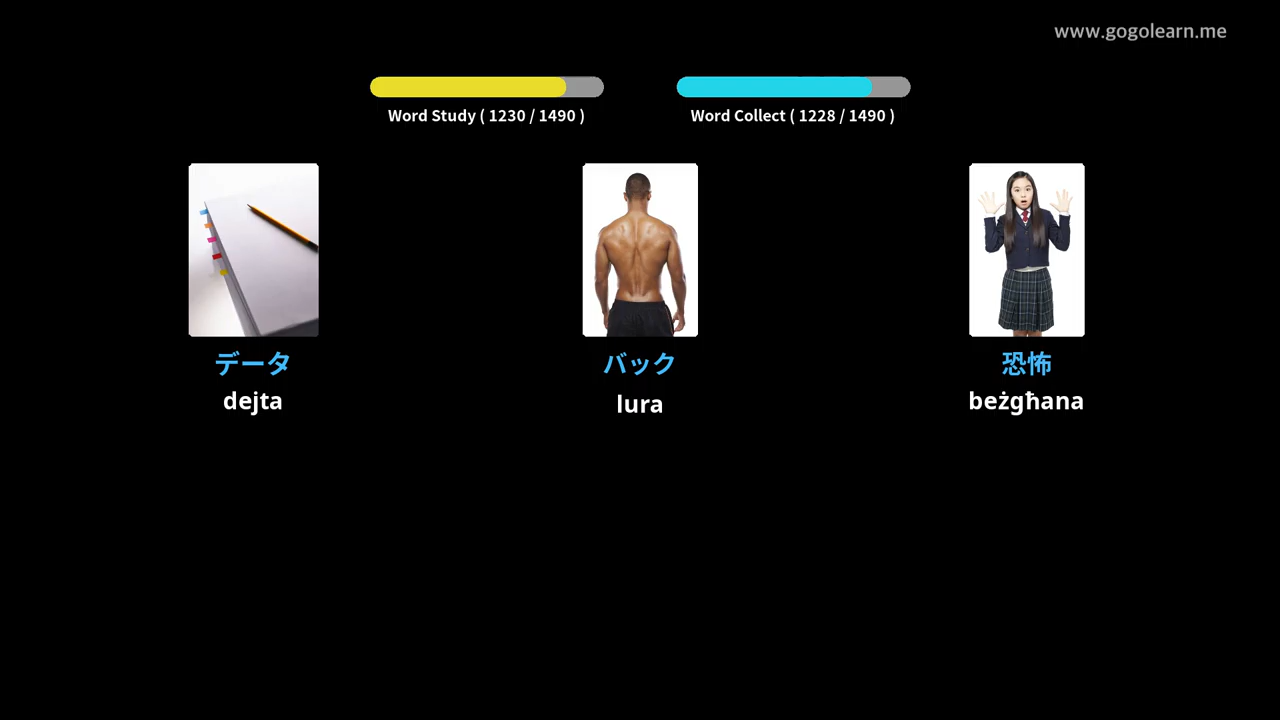 www.gogolearn.me
Word Study ( 1230 / 1490 )
Word Collect ( 1228 / 1490 )
データ
dejta
バック
lura
恐怖
beżgħana